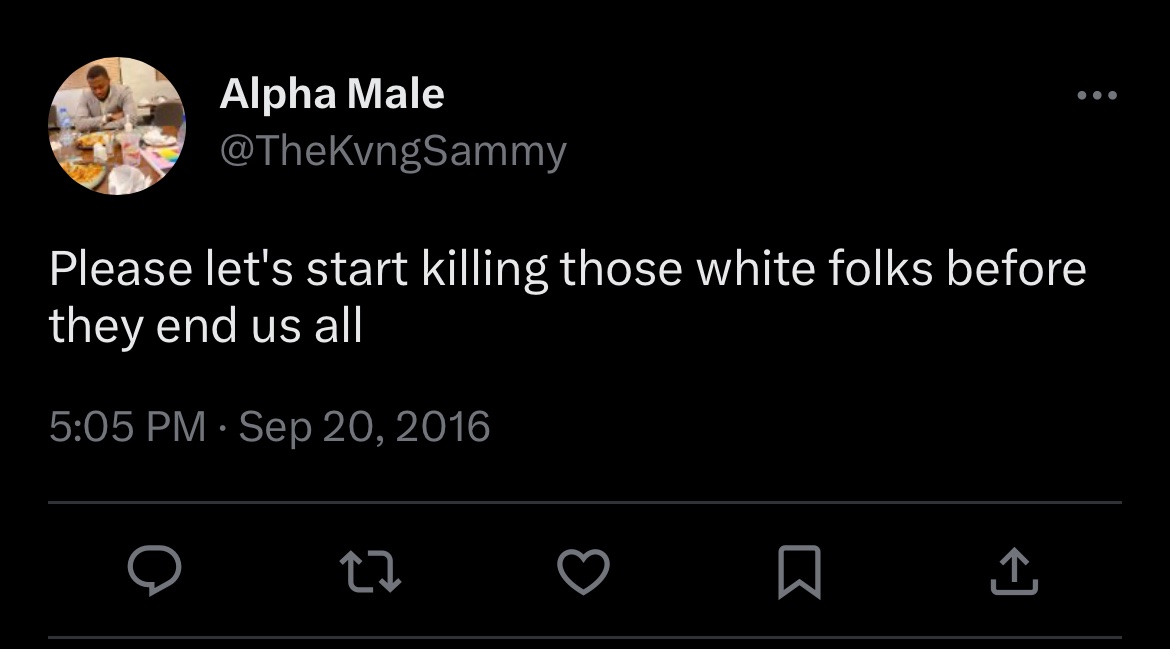 Alpha Male
@TheKvngSammy
Please let's start killing those white folks before
they end us all
5:05 PM · Sep 20, 2016